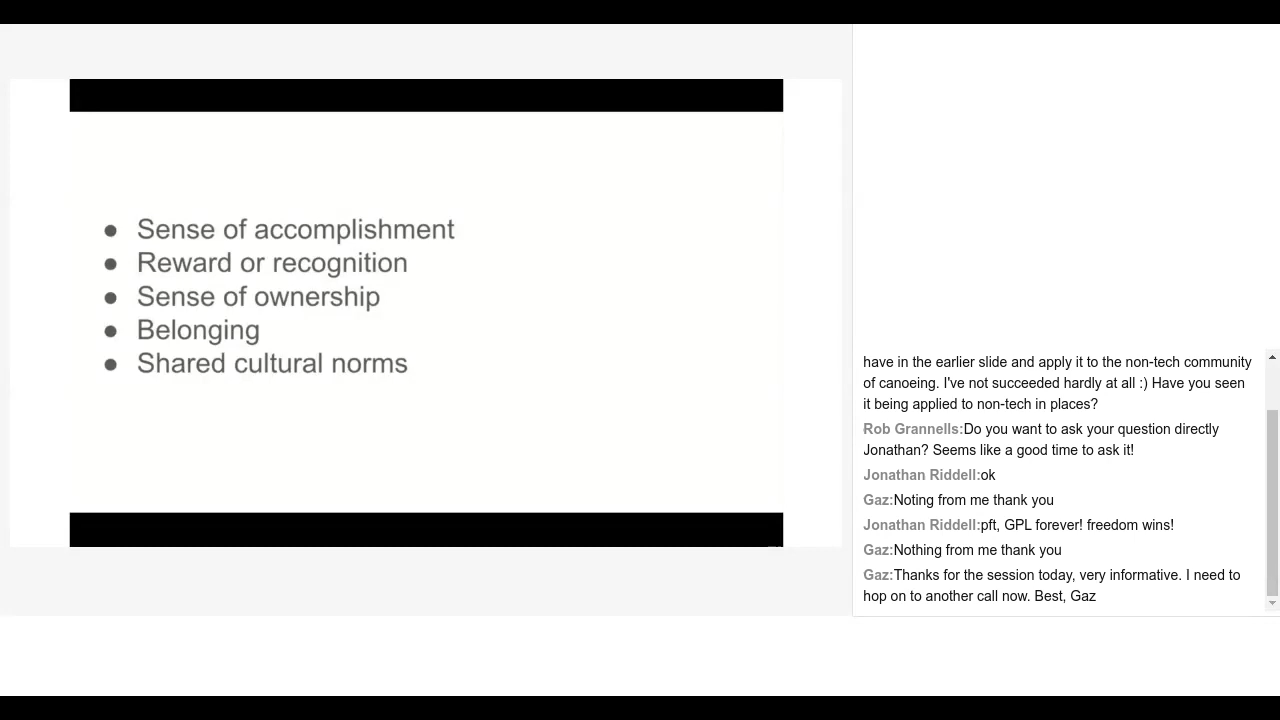 ● Sense of accomplishment
● Reward or recognition
● Sense of ownership
● Belonging
● Shared cultural norms
have in the earlier slide and apply it to the non-tech community
of canoeing. I've not succeeded hardly at all :) Have you seen
it being applied to non-tech in places?
Rob Grannells:Do you want to ask your question directly
Jonathan? Seems like a good time to ask it!
Jonathan Riddell:ok
Gaz:Noting from me thank you
Jonathan Riddell:pft, GPL forever! freedom wins!
Gaz:Nothing from me thank you
Gaz:Thanks for the session today, very informative. I need to
hop on to another call now. Best, Gaz